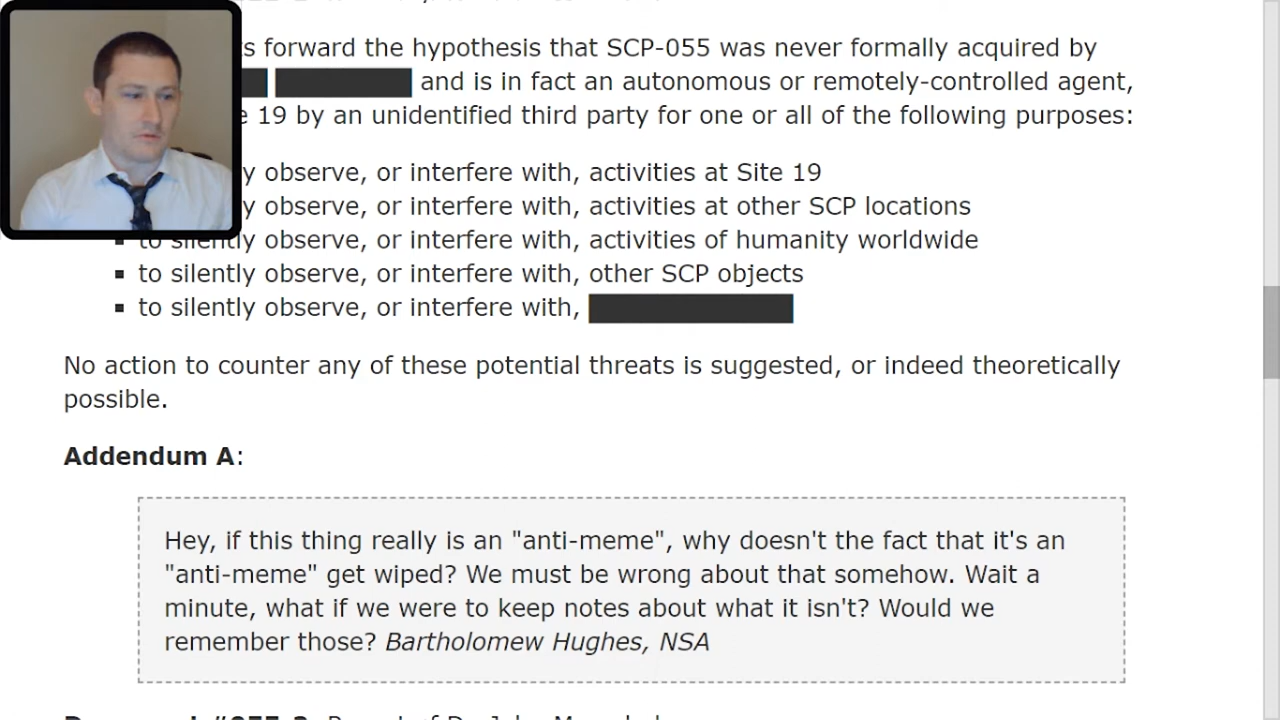 s forward the hypothesis that SCP-055 was never formally acquired by
and is in fact an autonomous or remotely-controlled agent,
e 19 by an unidentified third party for one or all of the following purposes:
y observe, or interfere with, activities at Site 19
y observe, or interfere with, activities at other SCP locations
to silently observe, or interfere with, activities of humanity worldwide
to silently observe, or interfere with, other SCP objects
to silently observe, or interfere with,
No action to counter any of these potential threats is suggested, or indeed theoretically
possible.
Addendum A:
Hey, if this thing really is an "anti-meme", why doesn't the fact that it's an
"anti-meme" get wiped? We must be wrong about that somehow. Wait a
minute, what if we were to keep notes about what it isn't? Would we
remember those? Bartholomew Hughes, NSA